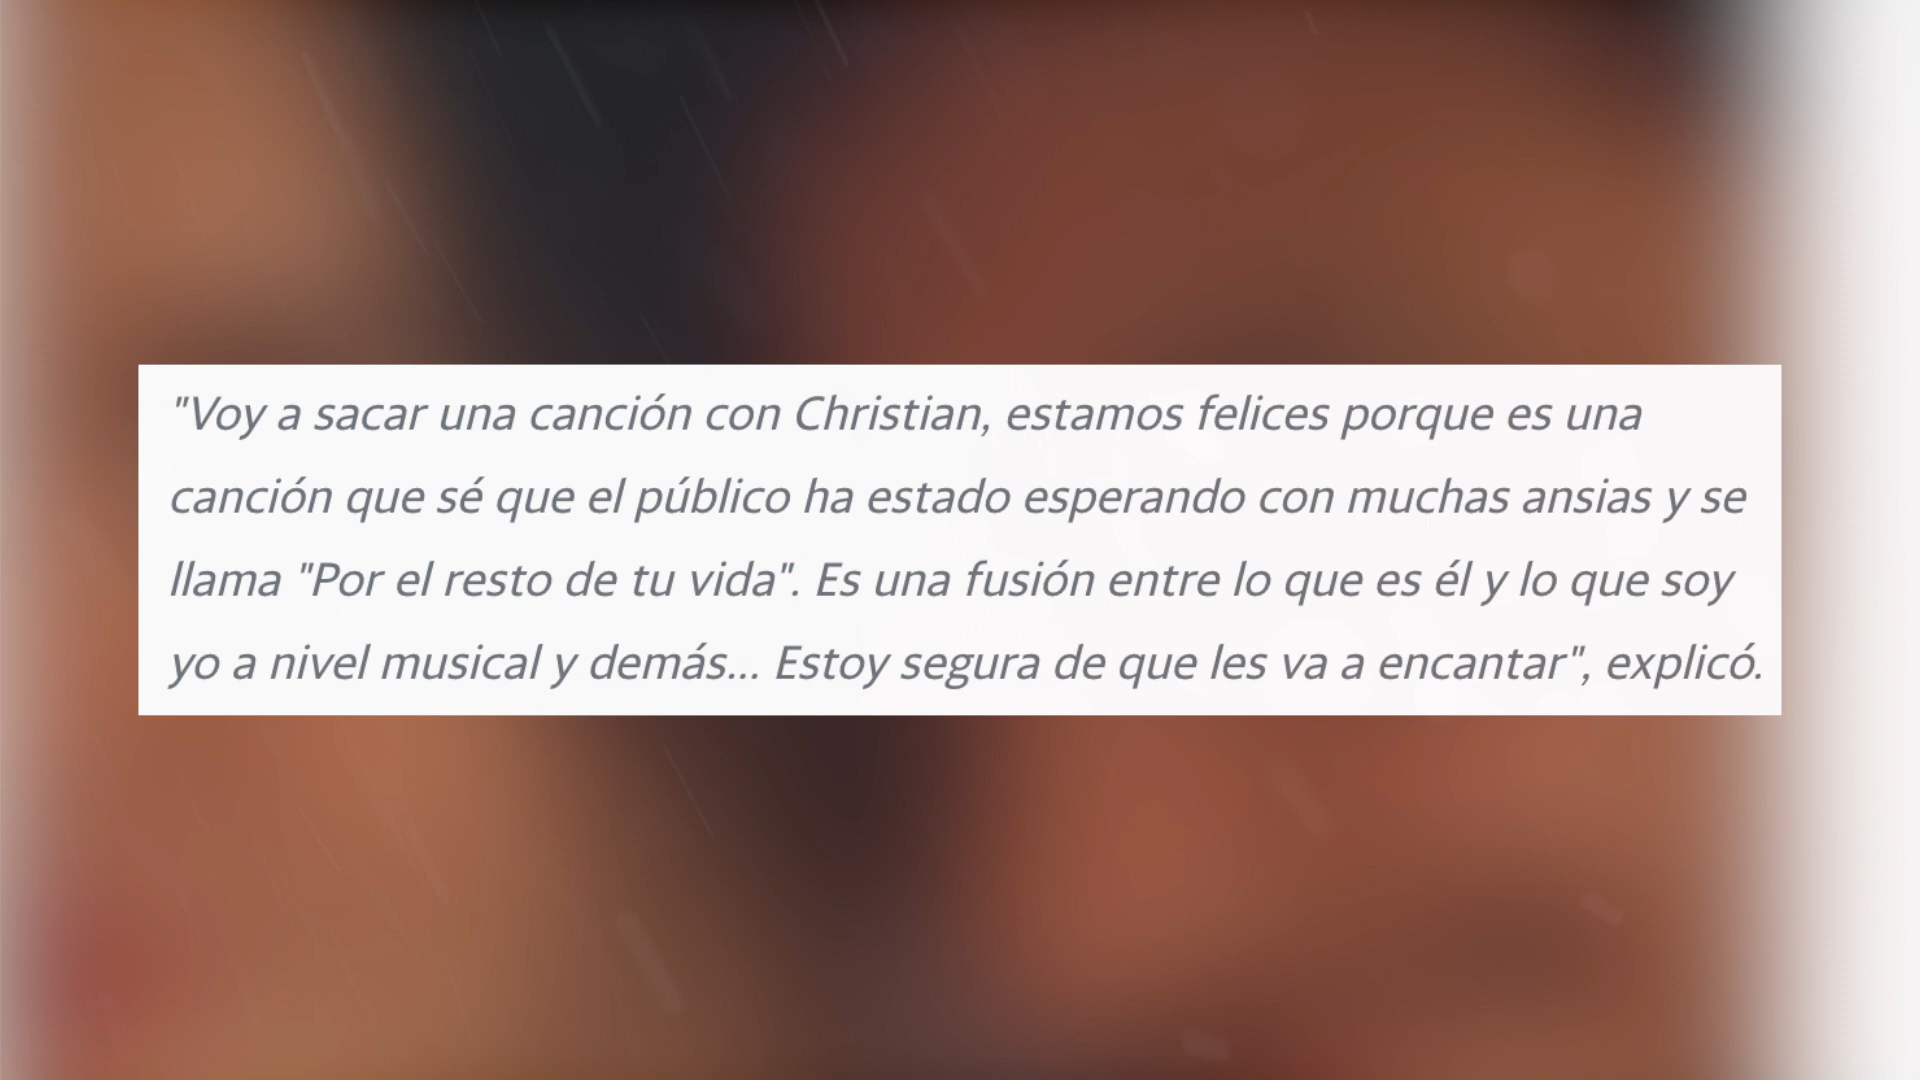 "Voy a sacar una canción con Christian, estamos felices porque es una
canción que sé que el público ha estado esperando con muchas ansias y se
llama "Por el resto de tu vida". Es una fusión entre lo que es él y lo que soy
yo a nivel musical y demás... Estoy segura de que les va a encantar", explicó.